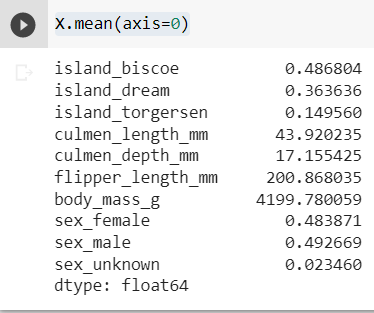 X.mean(axis=0)
island_biscoe 0.486804
island_dream 0.363636
island_torgersen 0.149560
culmen_length_mm 43.920235
culmen_depth_mm 17.155425
flipper_length_mm 200.868035
body_mass_g 4199.780059
sex_female 0.483871
sex_male 0.492669
sex_unknown 0.023460
dtype: float64